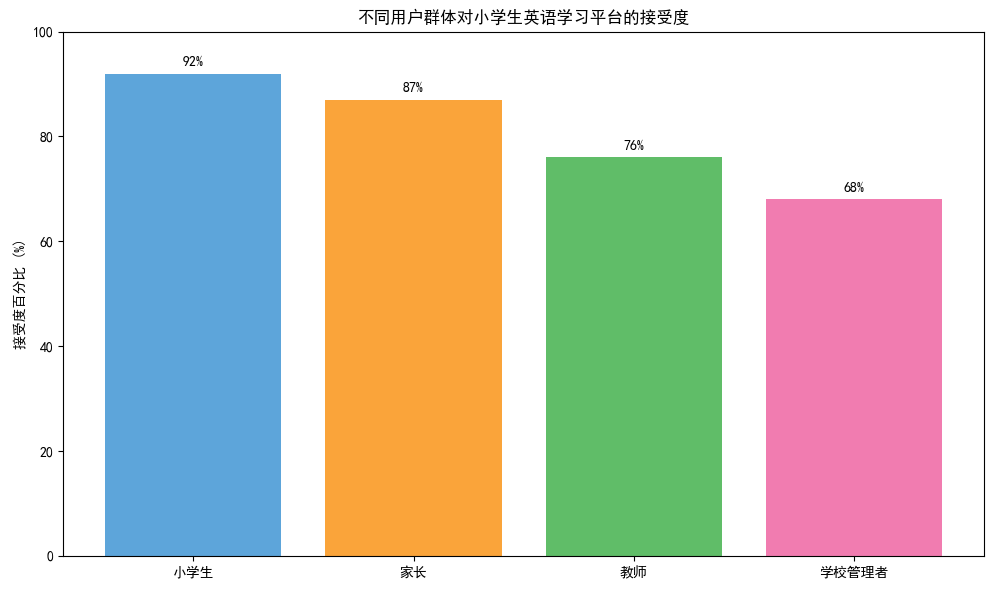 不同用户群体对小学生英语学习平台的接受度
100
80
60
40
20
0
接受度百分比 (%)
92%
87%
76%
68%
小学生
家长
教师
学校管理者